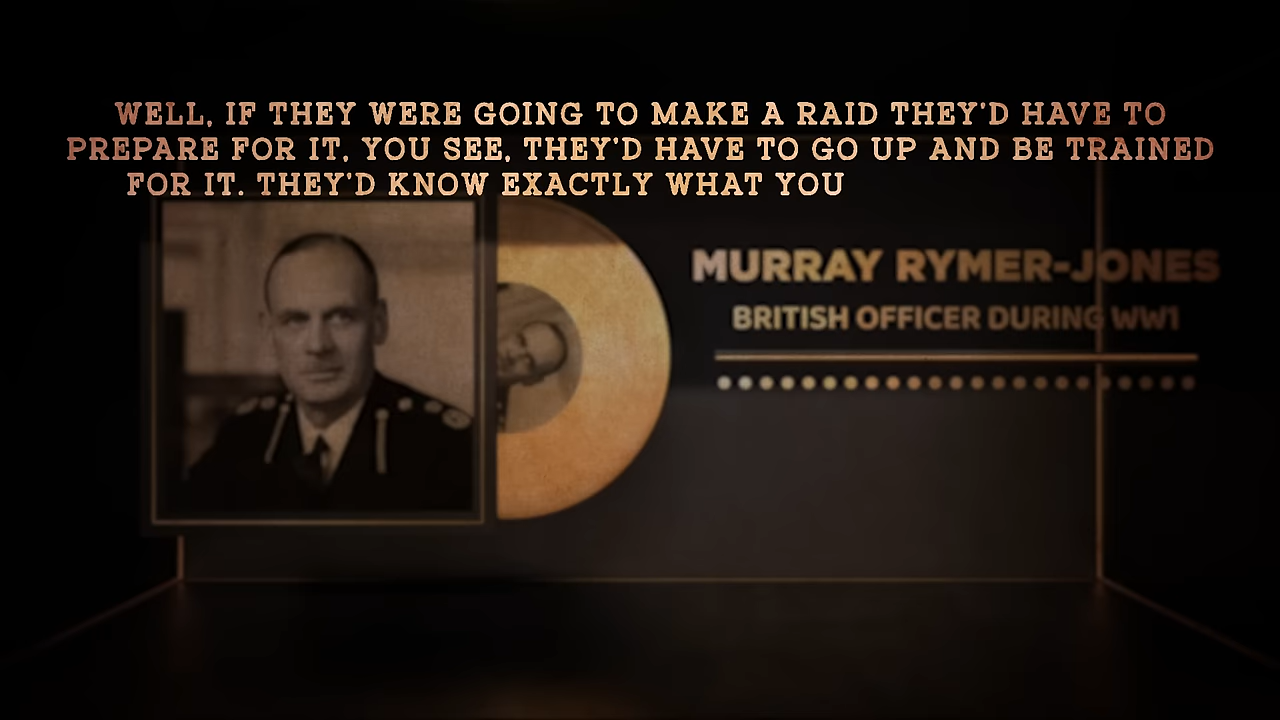 WELL, IF THEY WERE GOING TO MAKE A RAID THEY'D HAVE TO
PREPARE FOR IT, YOU SEE, THEY'D HAVE TO GO UP AND BE TRAINED
FOR IT. THEY'D KNOW EXACTLY WHAT YOU
MURRAY RYMER-JONES
BRITISH OFFICER DURING WW1